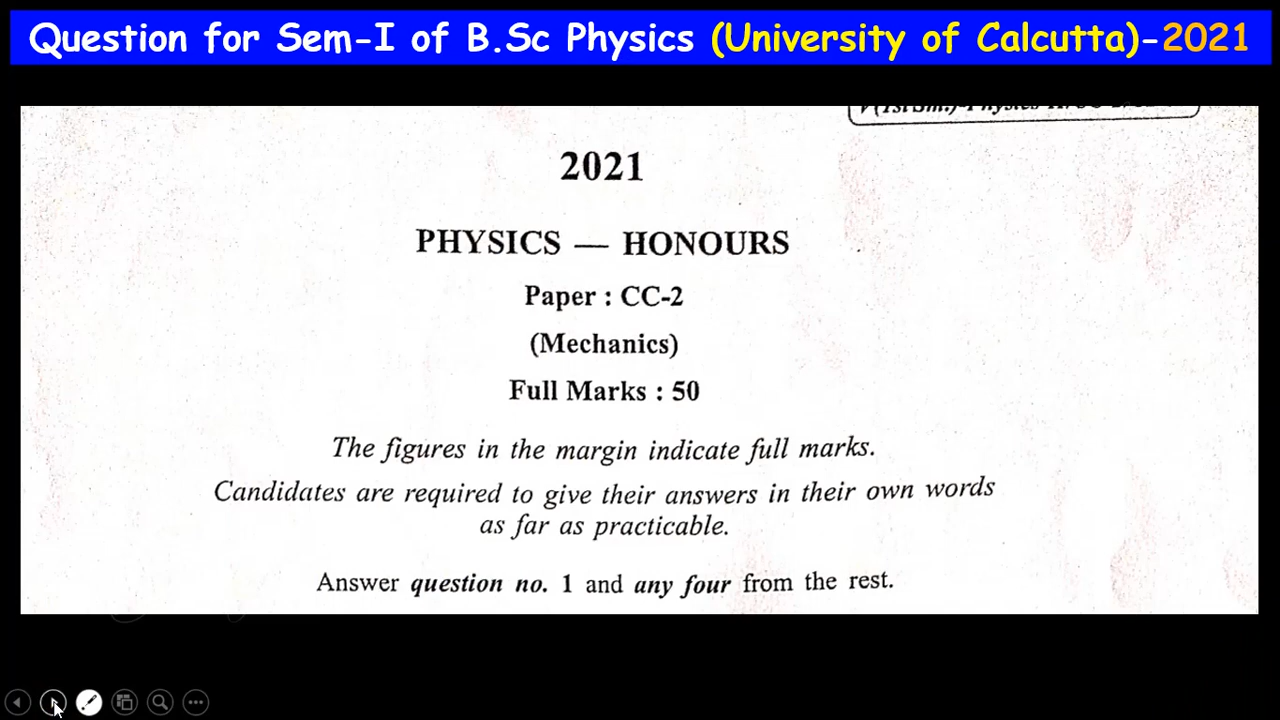 Question for Sem-I of B.Sc Physics (University of Calcutta)-2021
2021
PHYSICS — HONOURS
Paper : CC-2
(Mechanics)
Full Marks : 50
The figures in the margin indicate full marks.
Candidates are required to give their answers in their own words
as far as practicable.
Answer question no. 1 and any four from the rest.